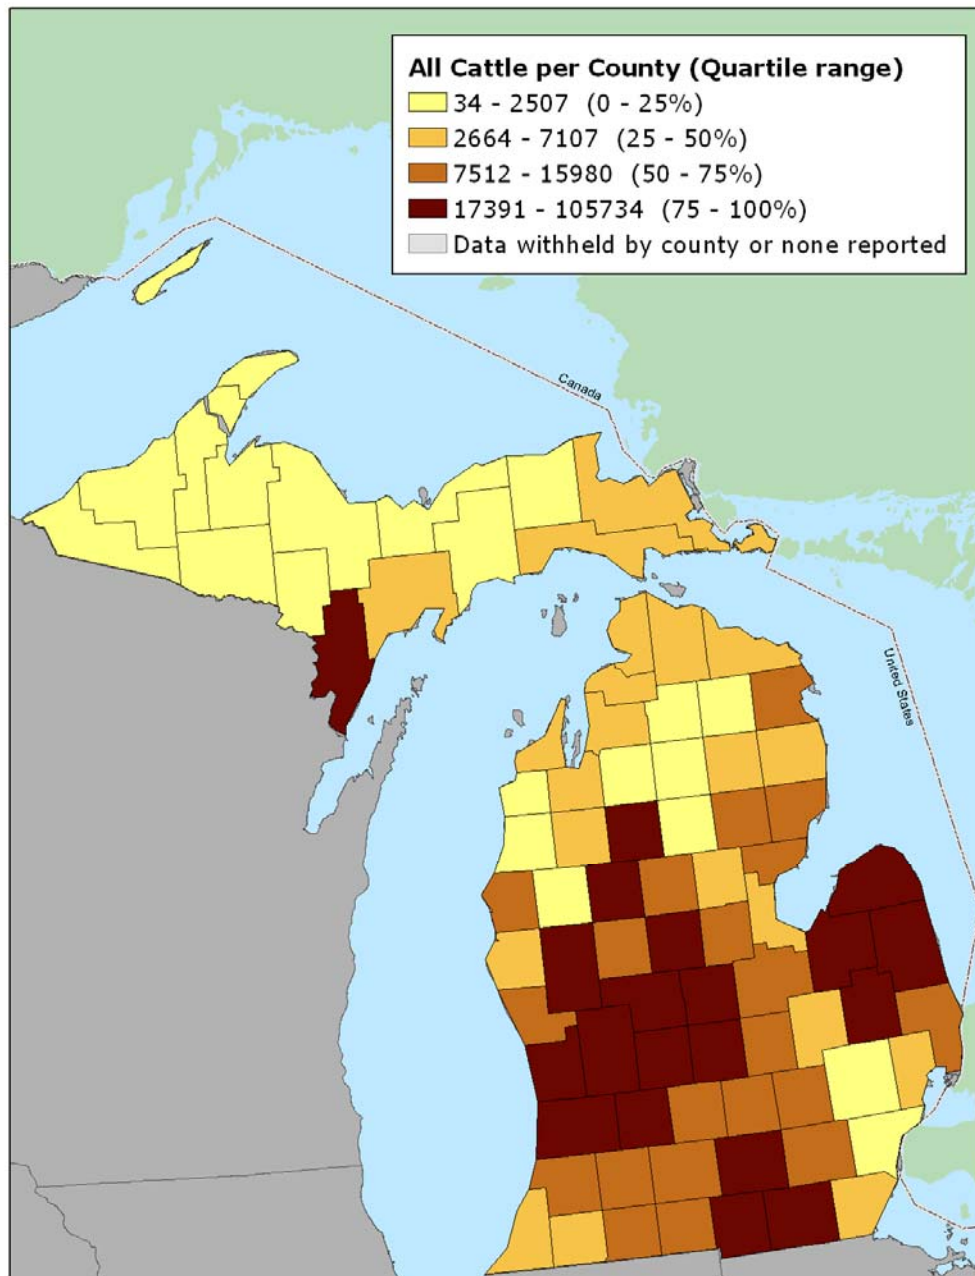 All Cattle per County (Quartile range)
34 - 2507 (0 - 25%)
2664 - 7107 (25 - 50%)
7512 - 15980 (50 - 75%)
17391 - 105734 (75 - 100%)
Data withheld by county or none reported
Canada
United States